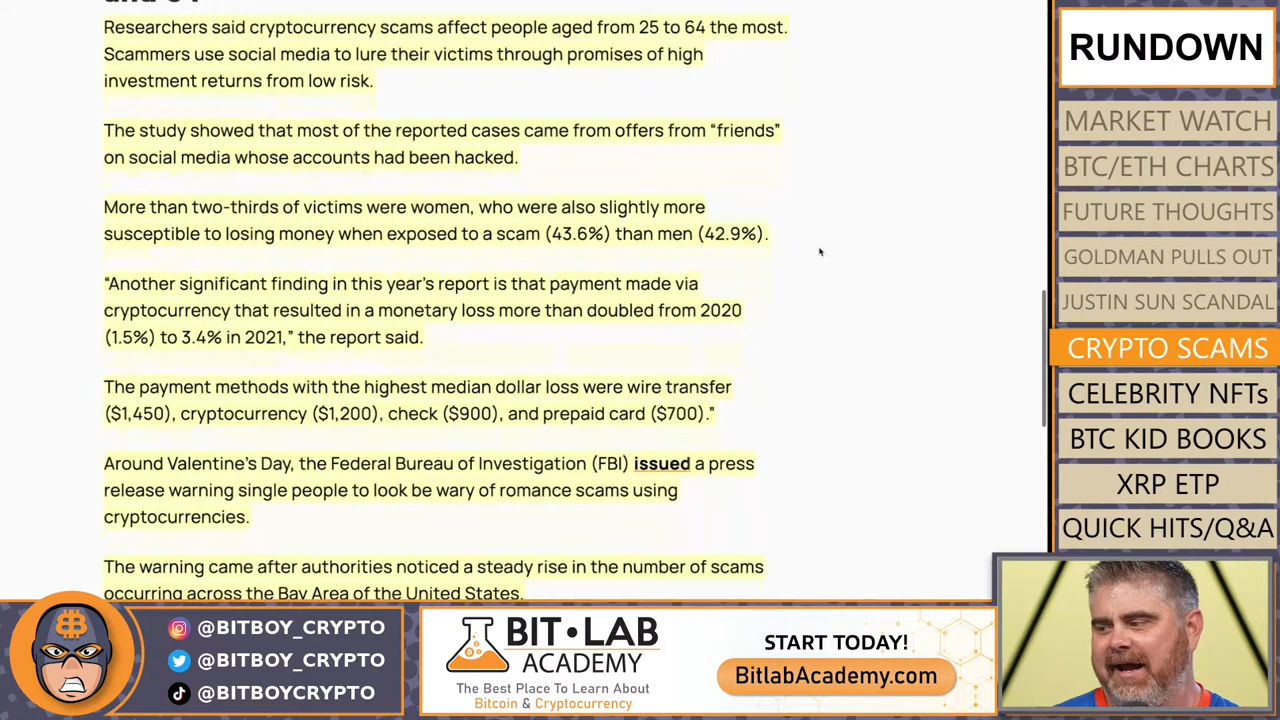 Researchers said cryptocurrency scams affect people aged from 25 to 64 the most.
Scammers use social media to lure their victims through promises of high
investment returns from low risk.
The study showed that most of the reported cases came from offers from “friends”
on social media whose accounts had been hacked.
More than two-thirds of victims were women, who were also slightly more
susceptible to losing money when exposed to a scam (43.6%) than men (42.9%).
“Another significant finding in this year’s report is that payment made via
cryptocurrency that resulted in a monetary loss more than doubled from 2020
(1.5%) to 3.4% in 2021,” the report said.
The payment methods with the highest median dollar loss were wire transfer
($1,450), cryptocurrency ($1,200), check ($900), and prepaid card ($700).”
Around Valentine’s Day, the Federal Bureau of Investigation (FBI) issued a press
release warning single people to look be wary of romance scams using
cryptocurrencies.
The warning came after authorities noticed a steady rise in the number of scams
occurring across the Bay Area of the United States.
RUNDOWN
MARKET WATCH
BTC/ETH CHARTS
FUTURE THOUGHTS
GOLDMAN PULLS OUT
JUSTIN SUN SCANDAL
CRYPTO SCAMS
CELEBRITY NFTs
BTC KID BOOKS
XRP ETP
QUICK HITS/Q&A
@BITBOY_CRYPTO
@BITBOY_CRYPTO
@BITBOYCRYPTO
BIT•LAB
ACADEMY
The Best Place To Learn About
Bitcoin & Cryptocurrency
START TODAY!
BitlabAcademy.com